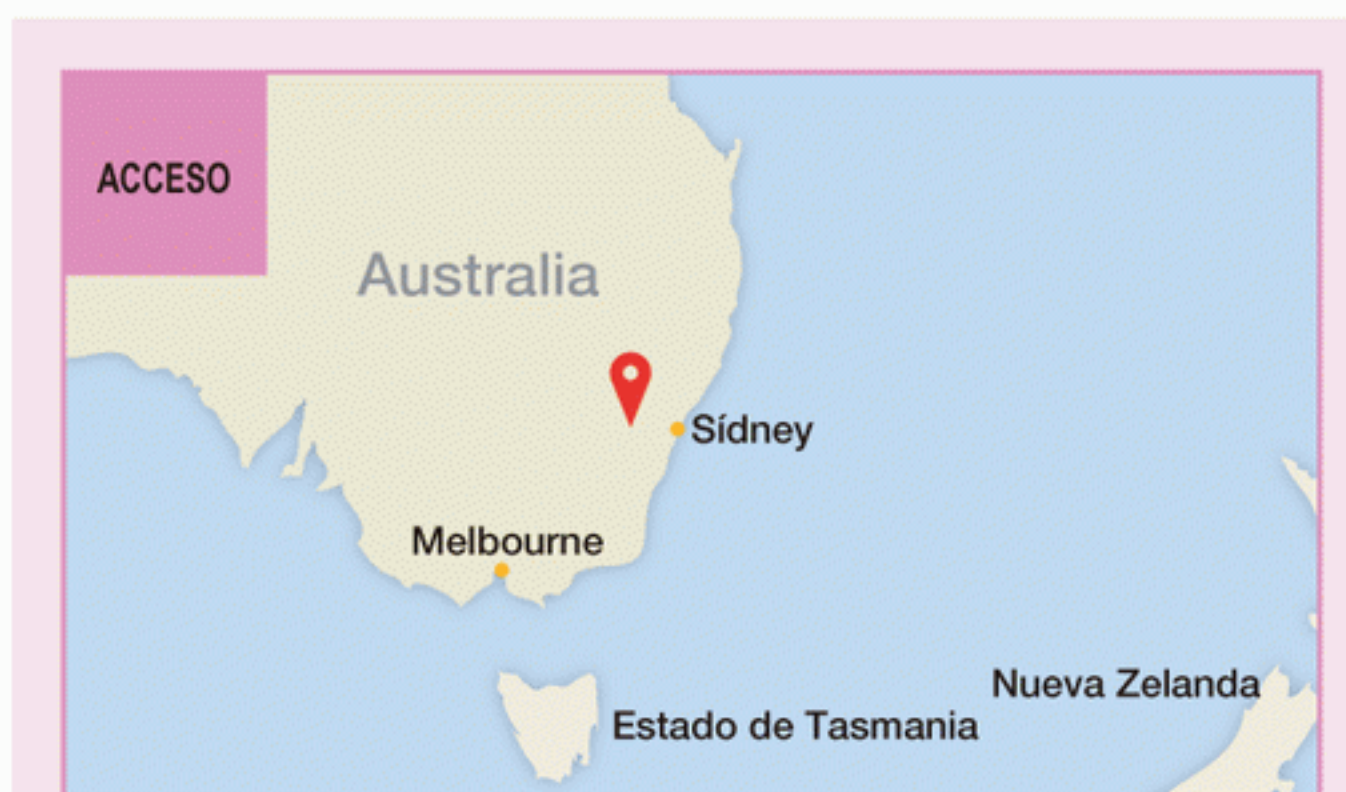 ACCESO
Australia
Sídney
Melbourne
Nueva Zelanda
Estado de Tasmania